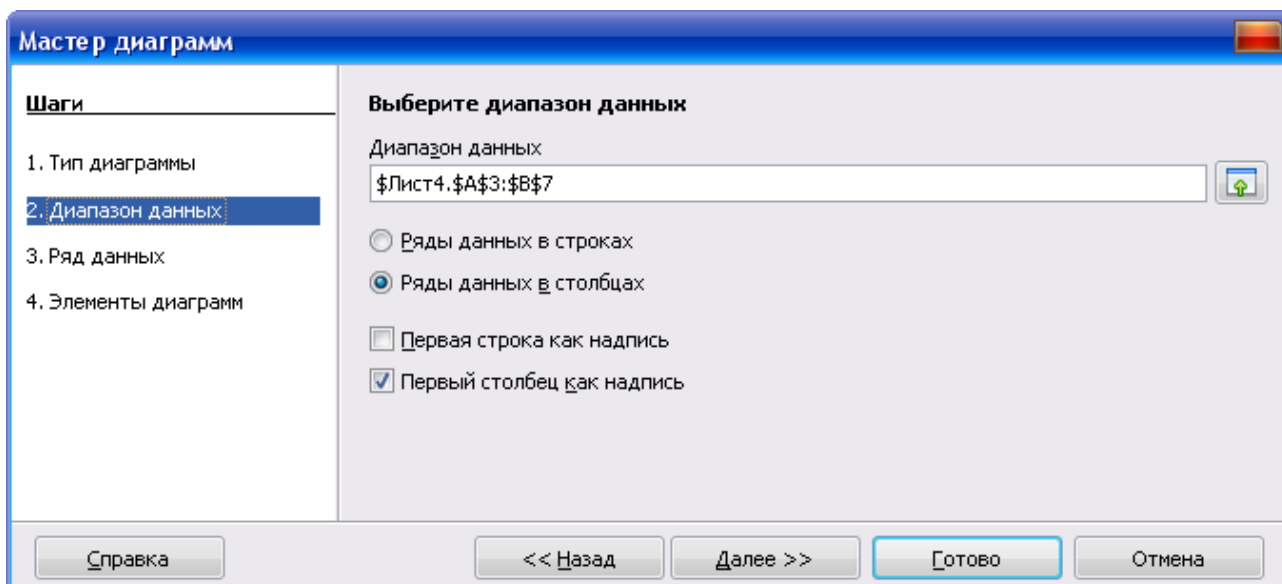 Мастер диаграмм
Шаги
1. Тип диаграммы
2. Диапазон данных
3. Ряд данных
4. Элементы диаграмм
Выберите диапазон данных
Диапазон данных
$Лист4.$A$3:$B$7
Ряды данных в строках
Ряды данных в столбцах
Первая строка как надпись
Первый столбец как надпись
Справка
<< Назад
Далее >>
Готово
Отмена